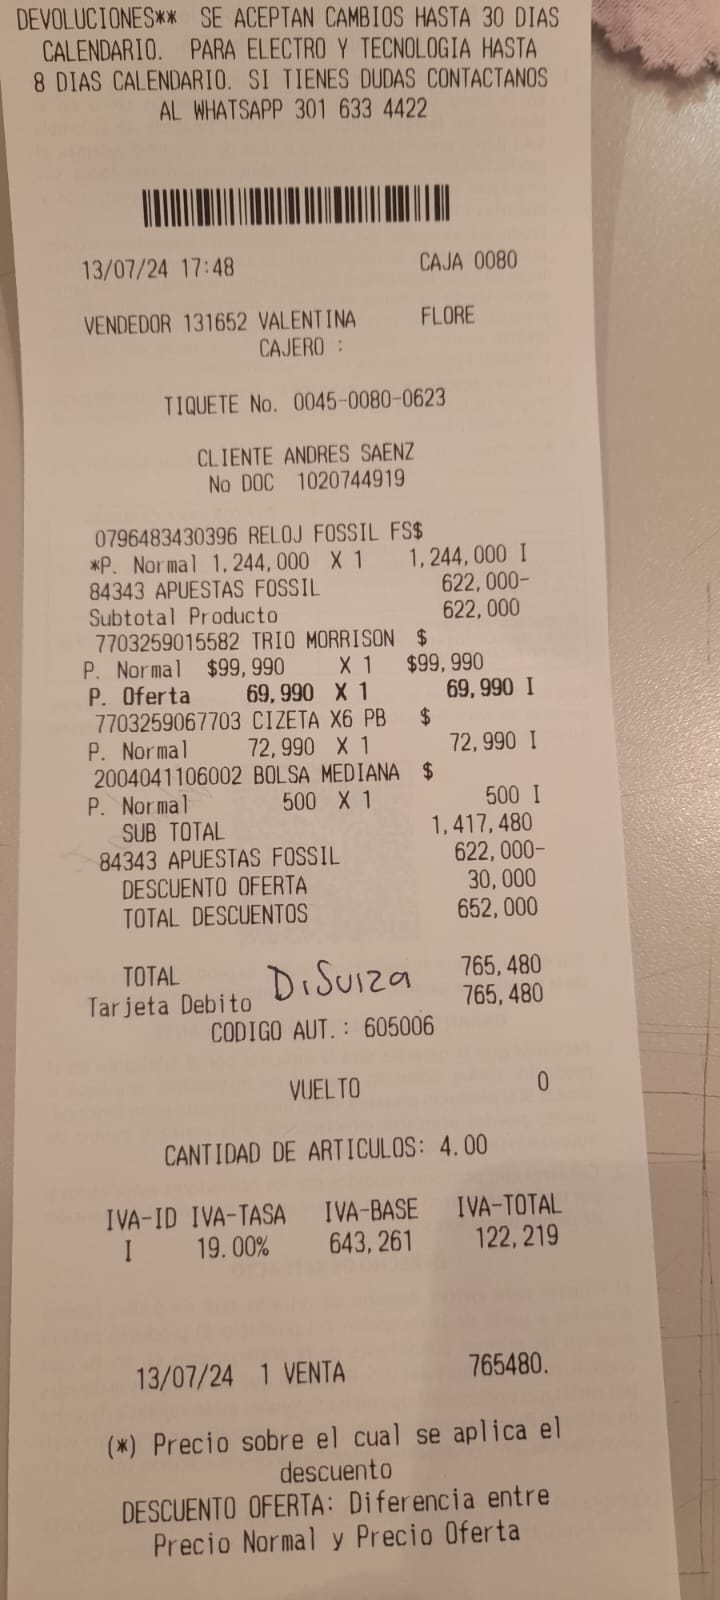 DEVOLUCIONES** SE ACEPTAN CAMBIOS HASTA 30 DIAS
CALENDARIO. PARA ELECTRO Y TECNOLOGIA HASTA
8 DIAS CALENDARIO. SI TIENES DUDAS CONTACTANOS
AL WHATSAPP 301 633 4422
13/07/24 17:48 CAJA 0080
VENDEDOR 131652 VALENTINA FLORE
CAJERO :
TIQUETE No. 0045-0080-0623
CLIENTE ANDRES SAENZ
No DOC 1020744919
0796483430396 RELOJ FOSSIL FS$
*P. Normal 1,244,000 X 1 1,244,000 I
84343 APUESTAS FOSSIL 622,000-
Subtotal Producto 622,000
7703259015582 TRIO MORRISON $
P. Normal $99,990 X 1 $99,990
P. Oferta 69,990 X 1 69,990 I
7703259067703 CIZETA X6 PB $
P. Normal 72,990 X 1 72,990 I
2004041106002 BOLSA MEDIANA $
P. Normal 500 X 1 500 I
SUB TOTAL 1,417,480
84343 APUESTAS FOSSIL 622,000-
DESCUENTO OFERTA 30,000
TOTAL DESCUENTOS 652,000
TOTAL 765,480
DiSuiza
Tarjeta Debito 765,480
CODIGO AUT.: 605006
VUELTO 0
CANTIDAD DE ARTICULOS: 4.00
IVA-ID IVA-TASA IVA-BASE IVA-TOTAL
I 19.00% 643,261 122,219
13/07/24 1 VENTA 765480.
(*) Precio sobre el cual se aplica el
descuento
DESCUENTO OFERTA: Diferencia entre
Precio Normal y Precio Oferta